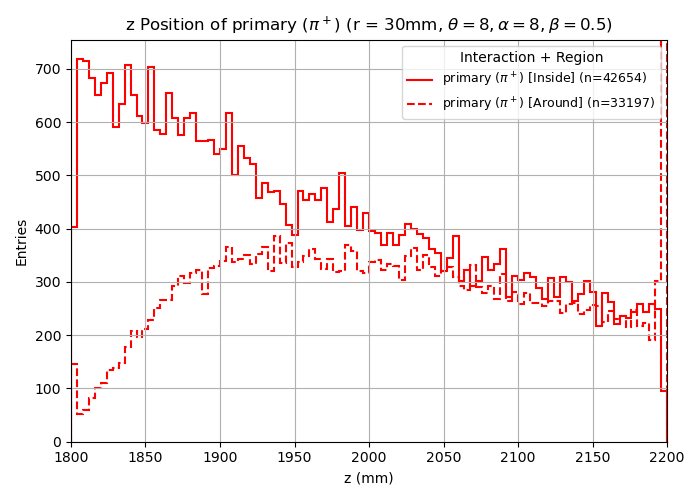 z Position of primary (π⁺) (r = 30mm, θ = 8, α = 8, β = 0.5)
Interaction + Region
primary (π⁺) [Inside] (n=42654)
primary (π⁺) [Around] (n=33197)
Entries
700
600
500
400
300
200
100
0
1800 1850 1900 1950 2000 2050 2100 2150 2200
z (mm)